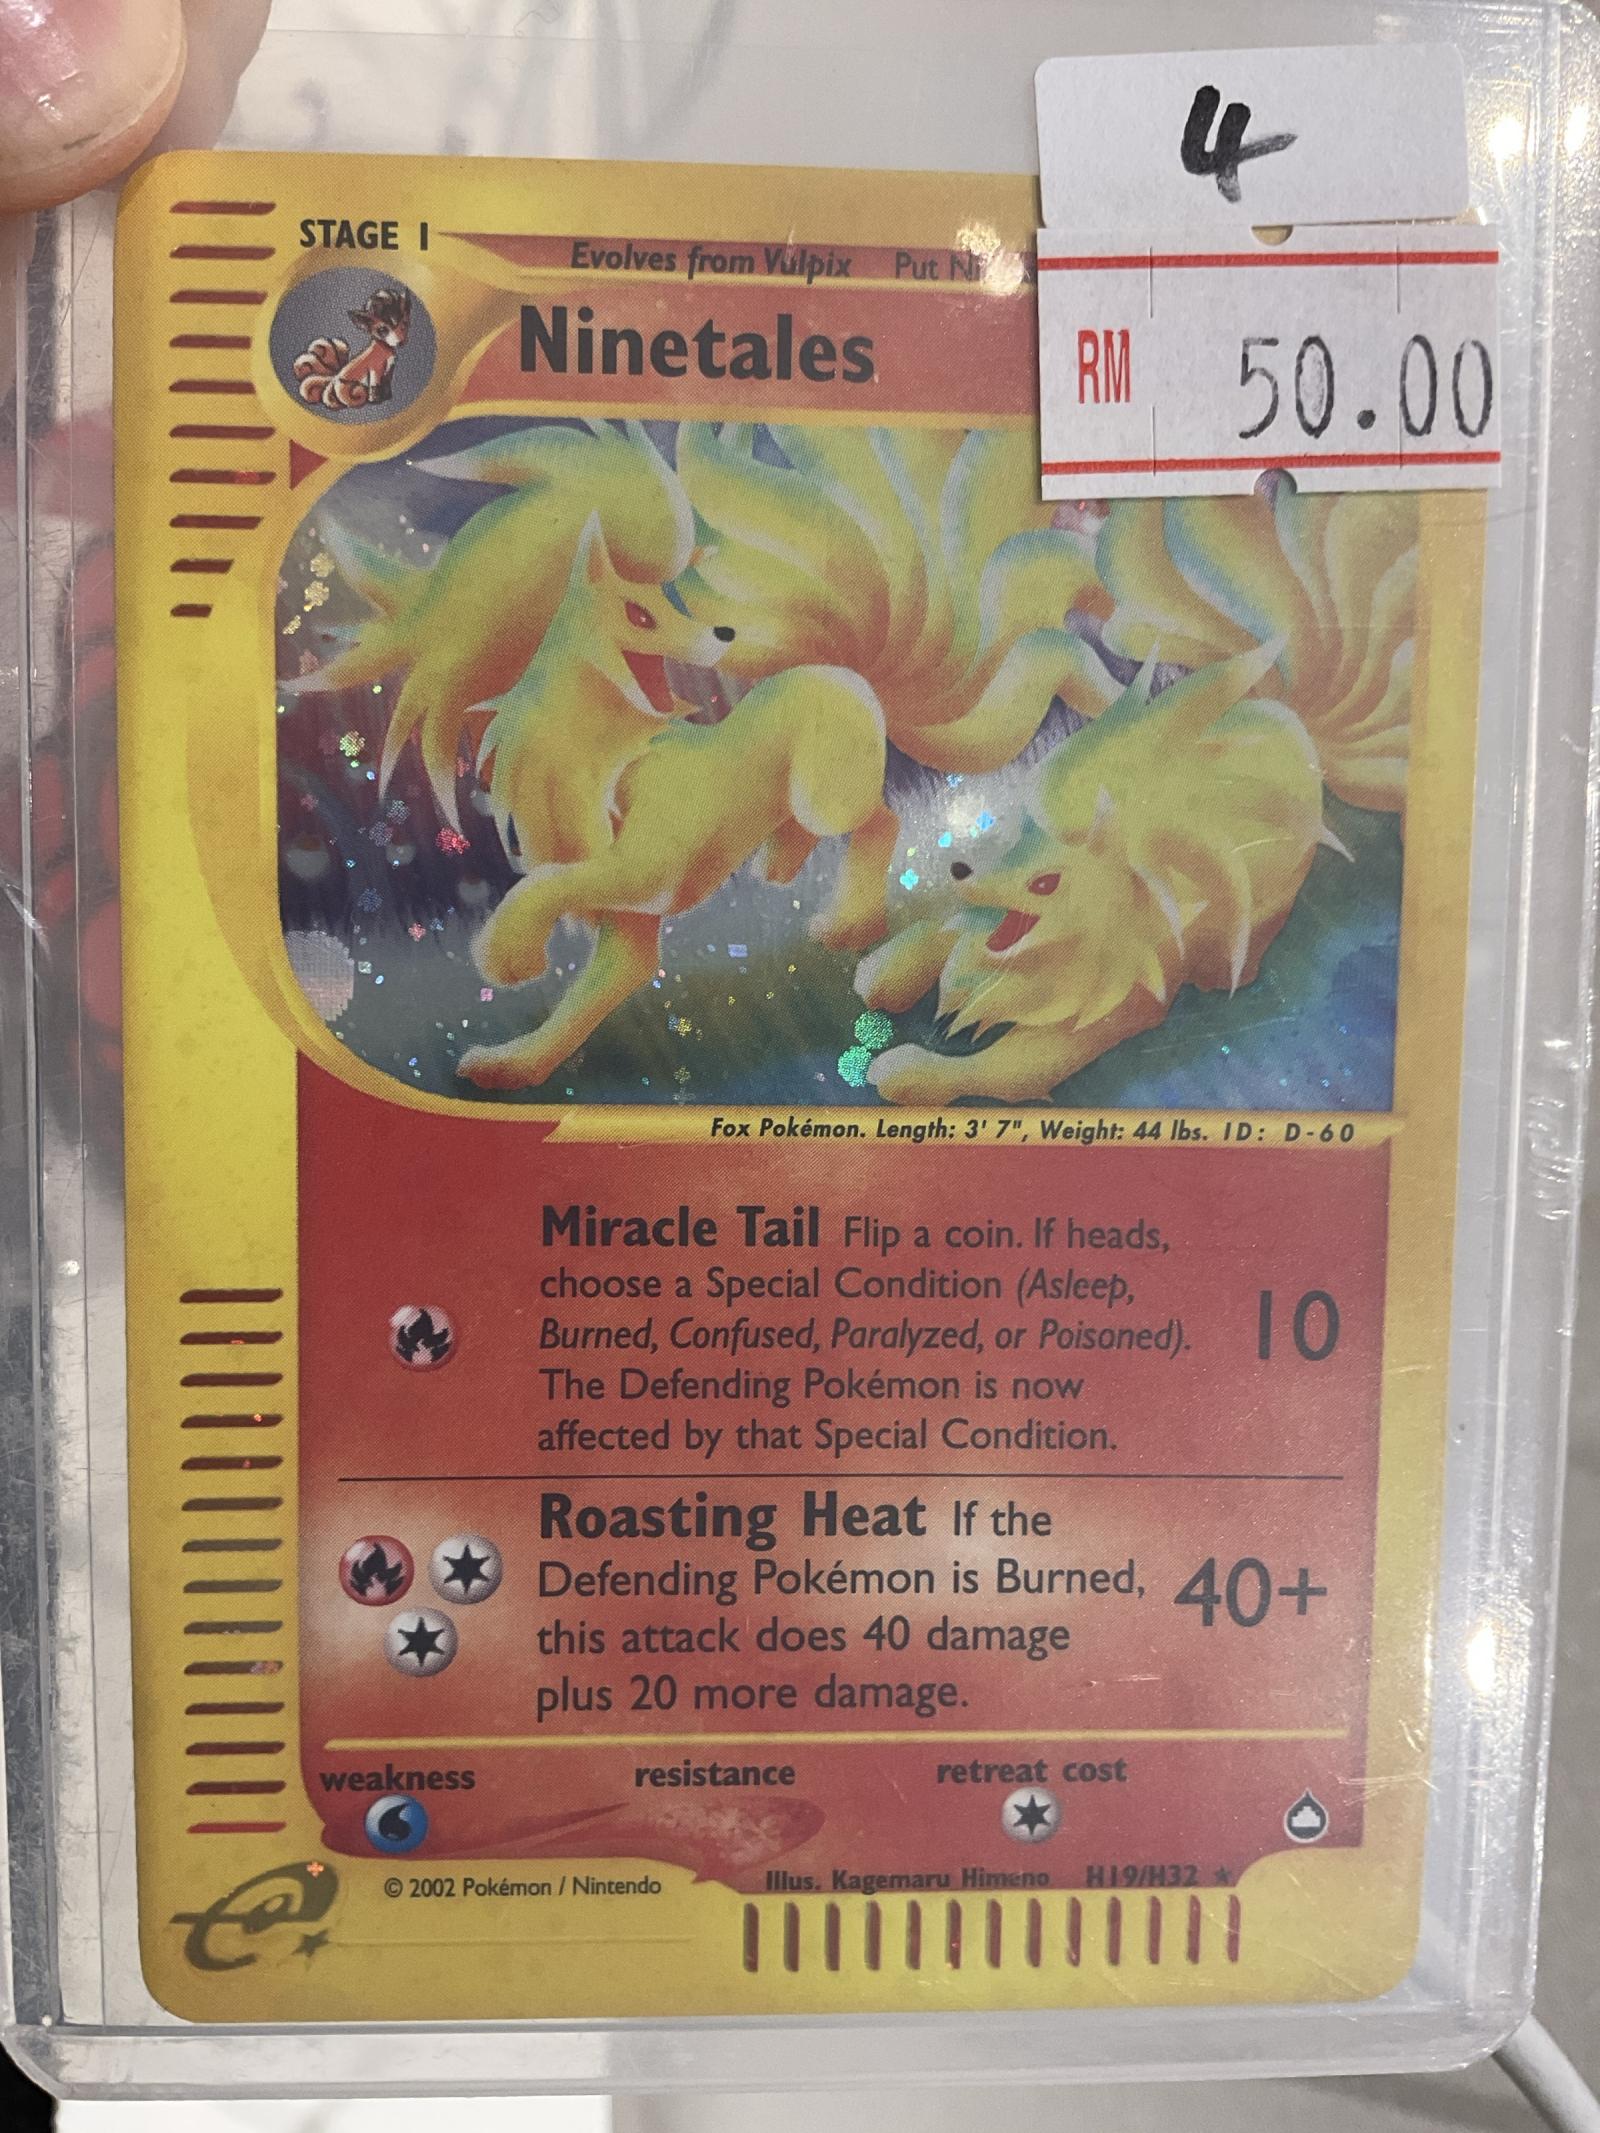 4
RM 50.00
STAGE 1
Evolves from Vulpix Put
Ninetales
Fox Pokémon. Length: 3' 7", Weight: 44 lbs. ID: D-60
Miracle Tail Flip a coin. If heads,
choose a Special Condition (Asleep,
Burned, Confused, Paralyzed, or Poisoned).
The Defending Pokémon is now
affected by that Special Condition.
10
Roasting Heat If the
Defending Pokémon is Burned,
this attack does 40 damage
plus 20 more damage.
40+
weakness resistance retreat cost
© 2002 Pokémon / Nintendo
Illus. Kagemaru Himeno H19/H32 ★